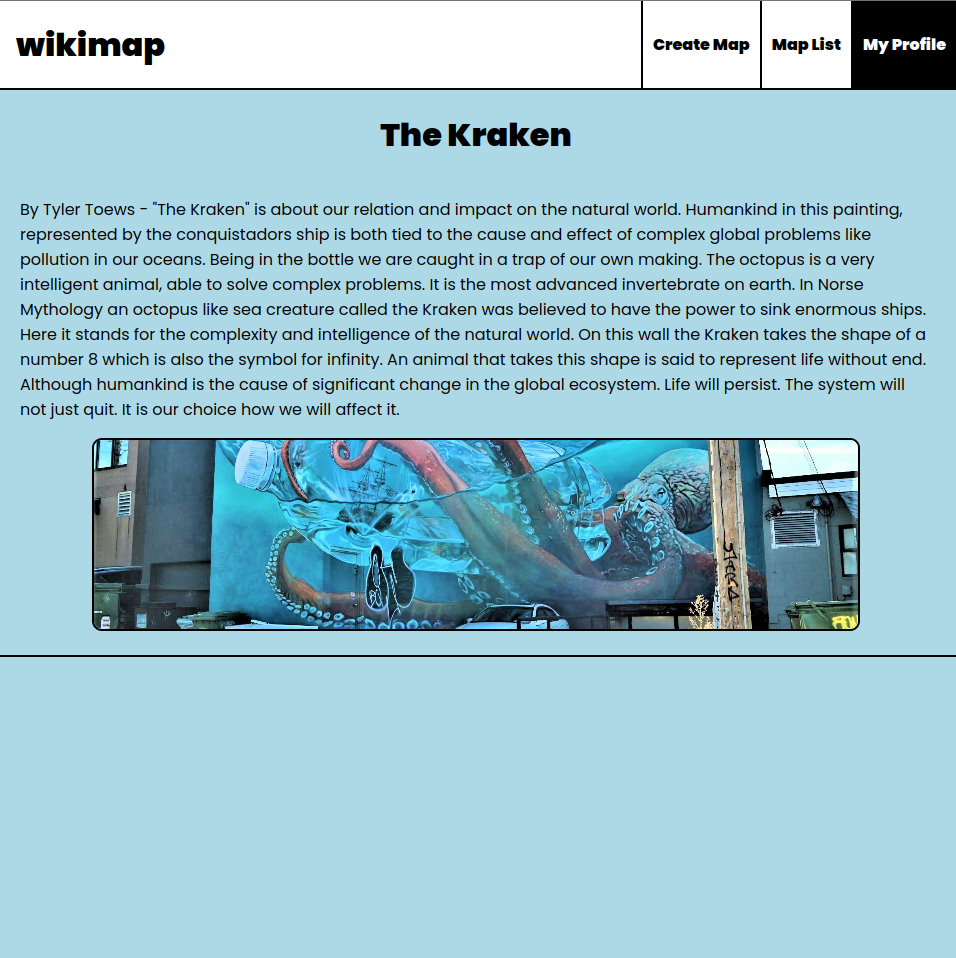 wikimap
Create Map
Map List
My Profile
The Kraken
By Tyler Toews - "The Kraken" is about our relation and impact on the natural world. Humankind in this painting,
represented by the conquistadors ship is both tied to the cause and effect of complex global problems like
pollution in our oceans. Being in the bottle we are caught in a trap of our own making. The octopus is a very
intelligent animal, able to solve complex problems. It is the most advanced invertebrate on earth. In Norse
Mythology an octopus like sea creature called the Kraken was believed to have the power to sink enormous ships.
Here it stands for the complexity and intelligence of the natural world. On this wall the Kraken takes the shape of a
number 8 which is also the symbol for infinity. An animal that takes this shape is said to represent life without end.
Although humankind is the cause of significant change in the global ecosystem. Life will persist. The system will
not just quit. It is our choice how we will affect it.